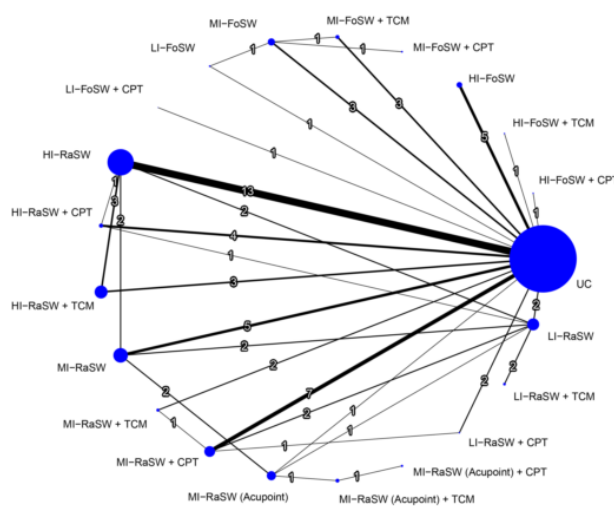 MI−FoSW
MI−FoSW + TCM
LI−FoSW
MI−FoSW + CPT
1
1
1
HI−FoSW
LI−FoSW + CPT
3
3
1
5
HI−FoSW + TCM
1
1
HI−RaSW
HI−FoSW + CPT
1
13
1
3
2
HI−RaSW + CPT
2
4
1
UC
HI−RaSW + TCM
3
2
LI−RaSW
5
2
MI−RaSW
2
2
7
2
2
LI−RaSW + TCM
2
1
MI−RaSW + TCM
1
1
1
LI−RaSW + CPT
MI−RaSW + CPT
MI−RaSW (Acupoint) + CPT
1
1
MI−RaSW (Acupoint)
MI−RaSW (Acupoint) + TCM